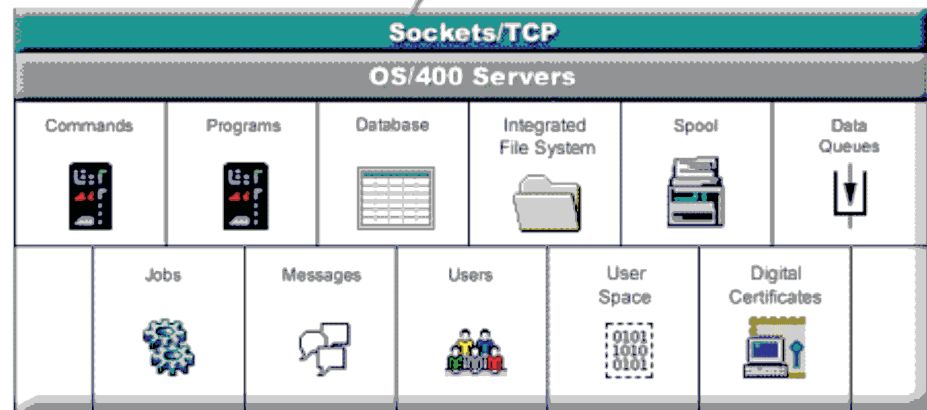 Sockets/TCP
OS/400 Servers
Commands
Programs
Database
Integrated
File System
Spool
Data
Queues
Jobs
Messages
Users
User
Space
Digital
Certificates
0101
1010
0101